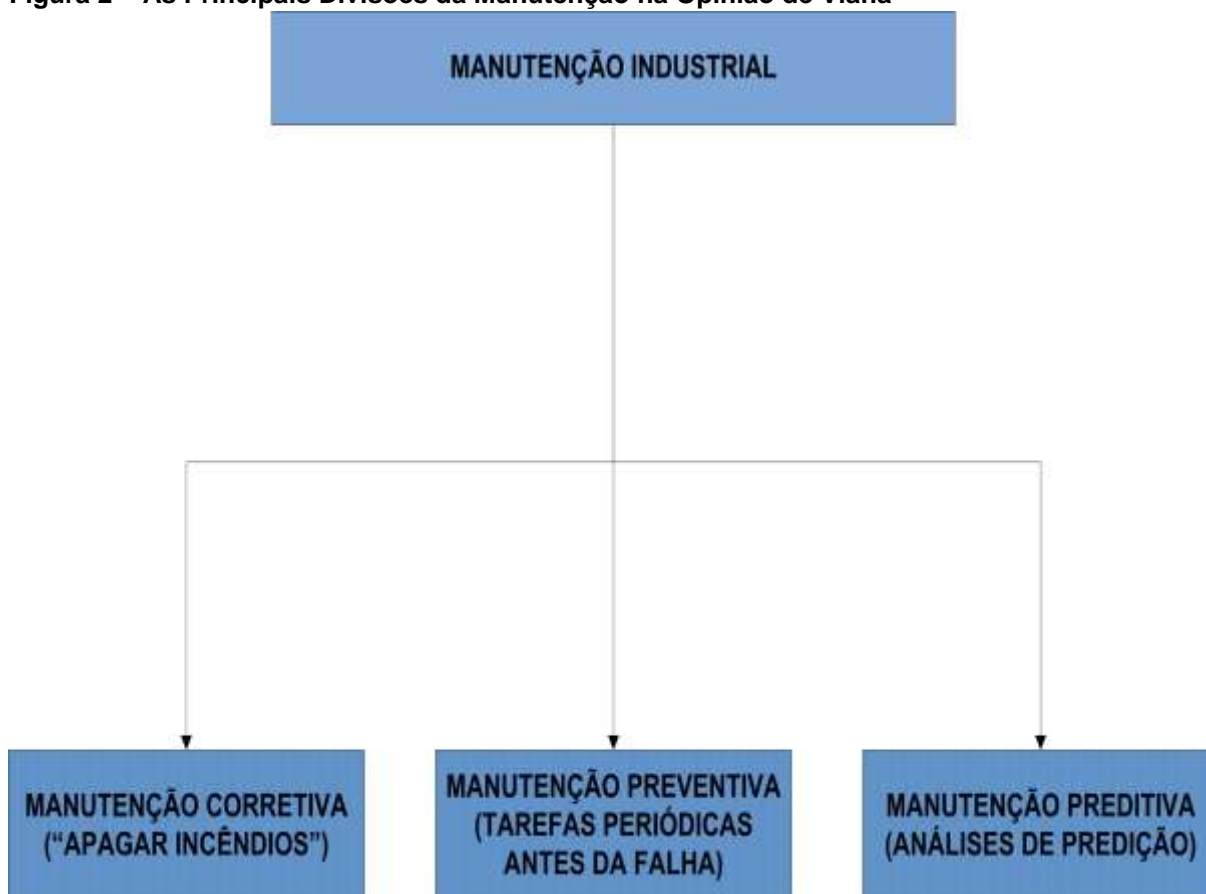 Figura 2 – As Principais Divisões da Manutenção na Opinião de Viana
MANUTENÇÃO INDUSTRIAL
MANUTENÇÃO CORRETIVA
(“APAGAR INCÊNDIOS”)
MANUTENÇÃO PREVENTIVA
(TAREFAS PERIÓDICAS
ANTES DA FALHA)
MANUTENÇÃO PREDITIVA
(ANÁLISES DE PREDIÇÃO)